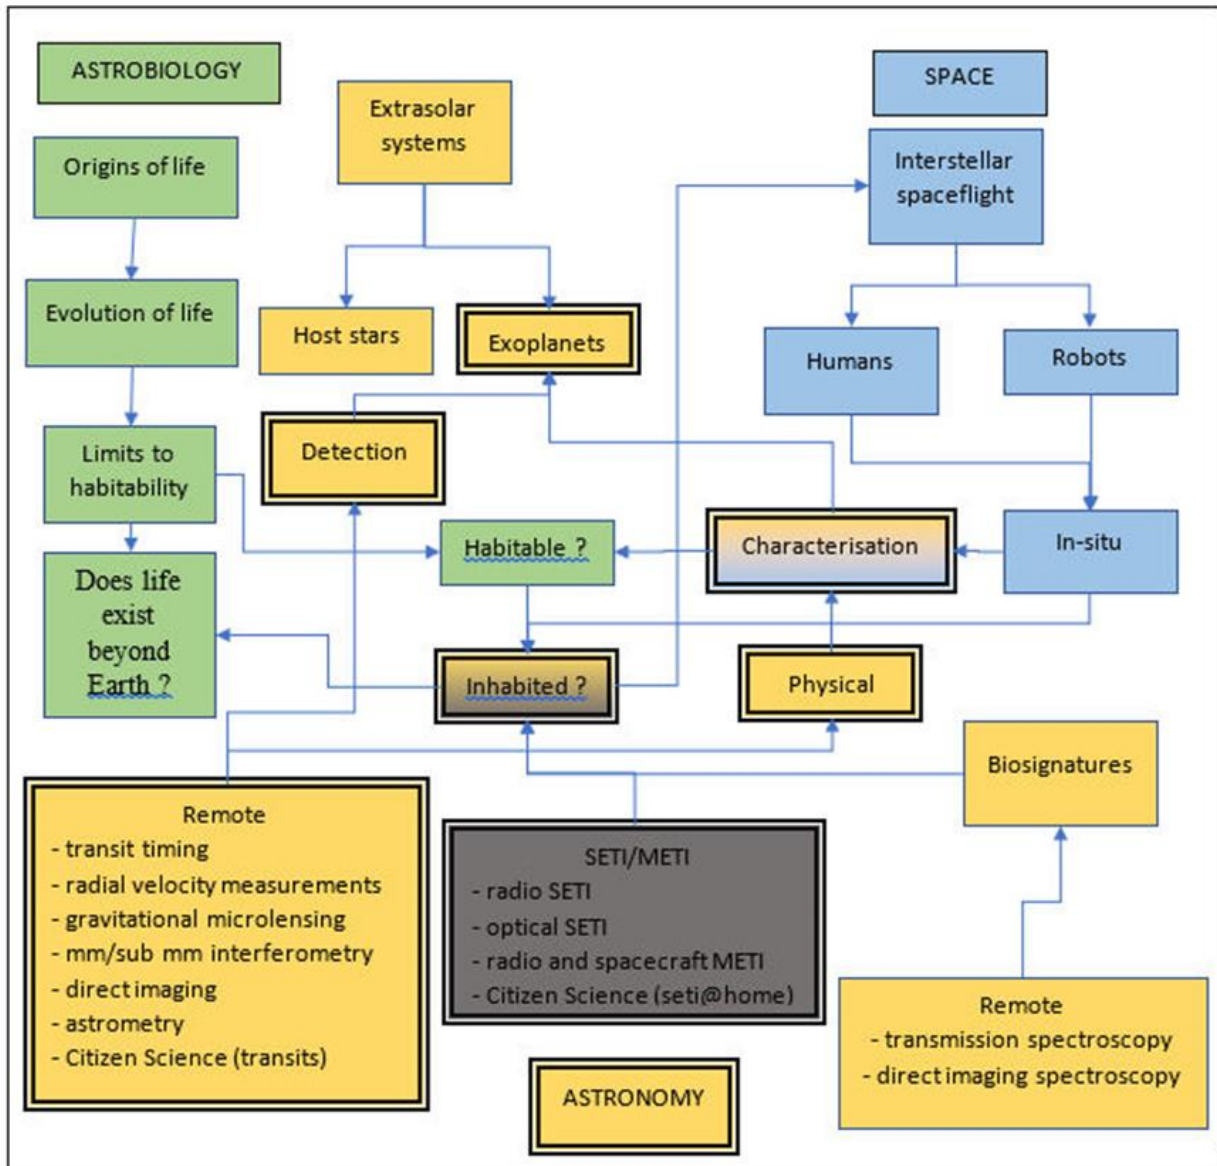 ASTROBIOLOGY
SPACE
Extrasolar
systems
Origins of life
Interstellar
spaceflight
Evolution of life
Host stars
Exoplanets
Humans
Robots
Detection
Limits to
habitability
Habitable ?
Characterisation
In-situ
Does life
exist
beyond
Earth ?
Inhabited ?
Physical
Biosignatures
Remote
- transit timing
- radial velocity measurements
- gravitational microlensing
- mm/sub mm interferometry
- direct imaging
- astrometry
- Citizen Science (transits)
SETI/METI
- radio SETI
- optical SETI
- radio and spacecraft METI
- Citizen Science (seti@home)
Remote
- transmission spectroscopy
- direct imaging spectroscopy
ASTRONOMY